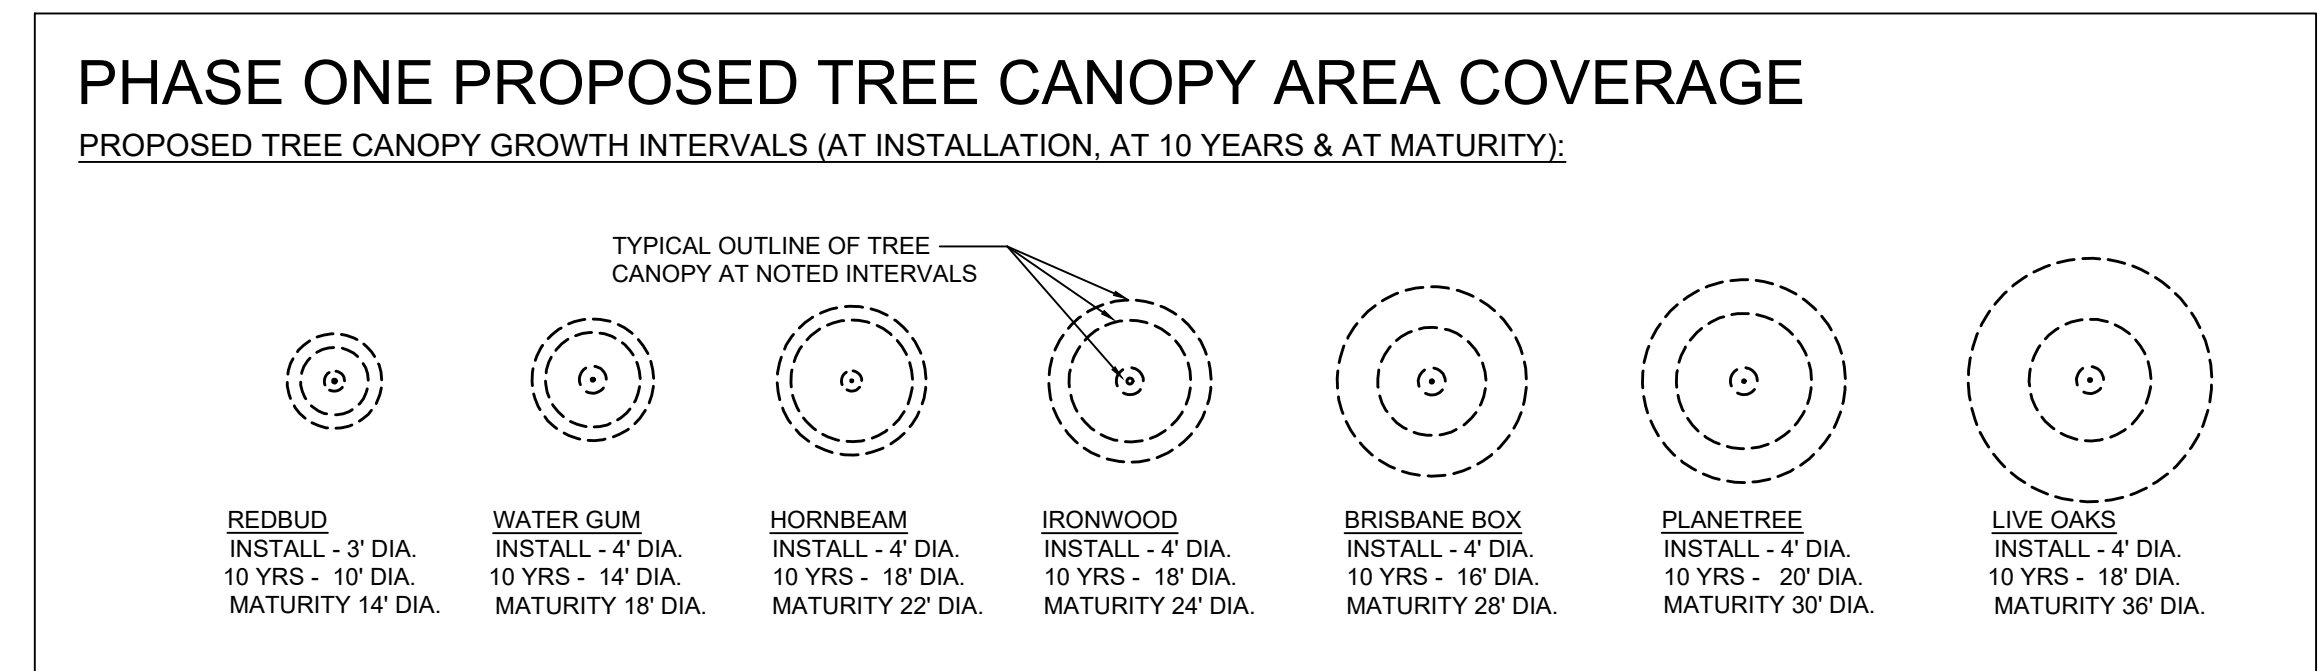 PHASE ONE PROPOSED TREE CANOPY AREA COVERAGE
PROPOSED TREE CANOPY GROWTH INTERVALS (AT INSTALLATION, AT 10 YEARS & AT MATURITY):
TYPICAL OUTLINE OF TREE
CANOPY AT NOTED INTERVALS
REDBUD
INSTALL - 3' DIA.
10 YRS - 10' DIA.
MATURITY 14' DIA.
WATER GUM
INSTALL - 4' DIA.
10 YRS - 14' DIA.
MATURITY 18' DIA.
HORNBEAM
INSTALL - 4' DIA.
10 YRS - 18' DIA.
MATURITY 22' DIA.
IRONWOOD
INSTALL - 4' DIA.
10 YRS - 18' DIA.
MATURITY 24' DIA.
BRISBANE BOX
INSTALL - 4' DIA.
10 YRS - 16' DIA.
MATURITY 28' DIA.
PLANETREE
INSTALL - 4' DIA.
10 YRS - 20' DIA.
MATURITY 30' DIA.
LIVE OAKS
INSTALL - 4' DIA.
10 YRS - 18' DIA.
MATURITY 36' DIA.